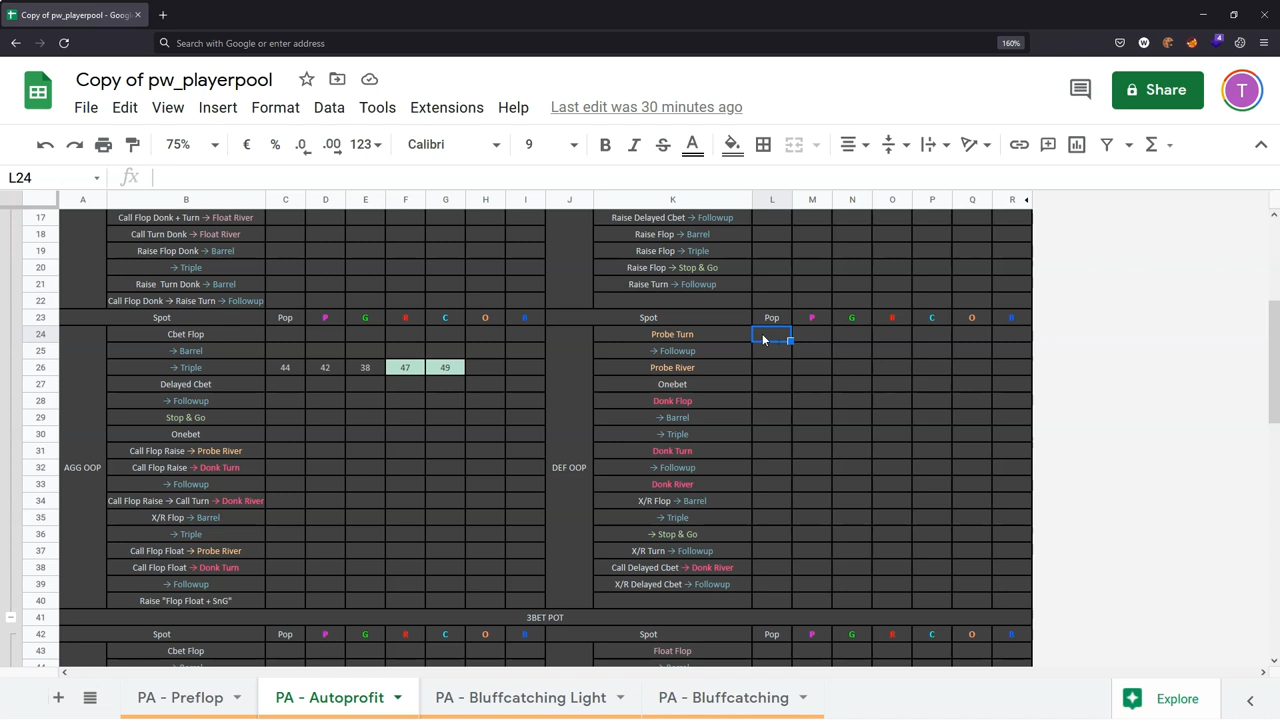 Copy of pw_playerpool - Goog
Search with Google or enter address
160%
4
Copy of pw_playerpool
File Edit View Insert Format Data Tools Extensions Help Last edit was 30 minutes ago
Share
T
75% € % .0 .00 123 Calibri 9 B I S A
L24 fx
A B C D E F G H I J K L M N O P Q R
17 Call Flop Donk + Turn → Float River Raise Delayed Cbet → Followup
18 Call Turn Donk → Float River Raise Flop → Barrel
19 Raise Flop Donk → Barrel Raise Flop → Triple
20 → Triple Raise Flop → Stop & Go
21 Raise Turn Donk → Barrel Raise Turn → Followup
22 Call Flop Donk → Raise Turn → Followup
23 Spot Pop P G R C O B Spot Pop P G R C O B
24 Cbet Flop Probe Turn
25 → Barrel → Followup
26 → Triple 44 42 38 47 49 Probe River
27 Delayed Cbet Onebet
28 → Followup Donk Flop
29 Stop & Go → Barrel
30 Onebet → Triple
31 Call Flop Raise → Probe River Donk Turn
32 AGG OOP Call Flop Raise → Donk Turn DEF OOP → Followup
33 → Followup Donk River
34 Call Flop Raise → Call Turn → Donk River X/R Flop → Barrel
35 X/R Flop → Barrel → Triple
36 → Triple → Stop & Go
37 Call Flop Float → Probe River X/R Turn → Followup
38 Call Flop Float → Donk Turn Call Delayed Cbet → Donk River
39 → Followup X/R Delayed Cbet → Followup
40 Raise "Flop Float + SnG"
41 3BET POT
42 Spot Pop P G R C O B Spot Pop P G R C O B
43 Cbet Flop Float Flop
PA - Preflop PA - Autoprofit PA - Bluffcatching Light PA - Bluffcatching Explore